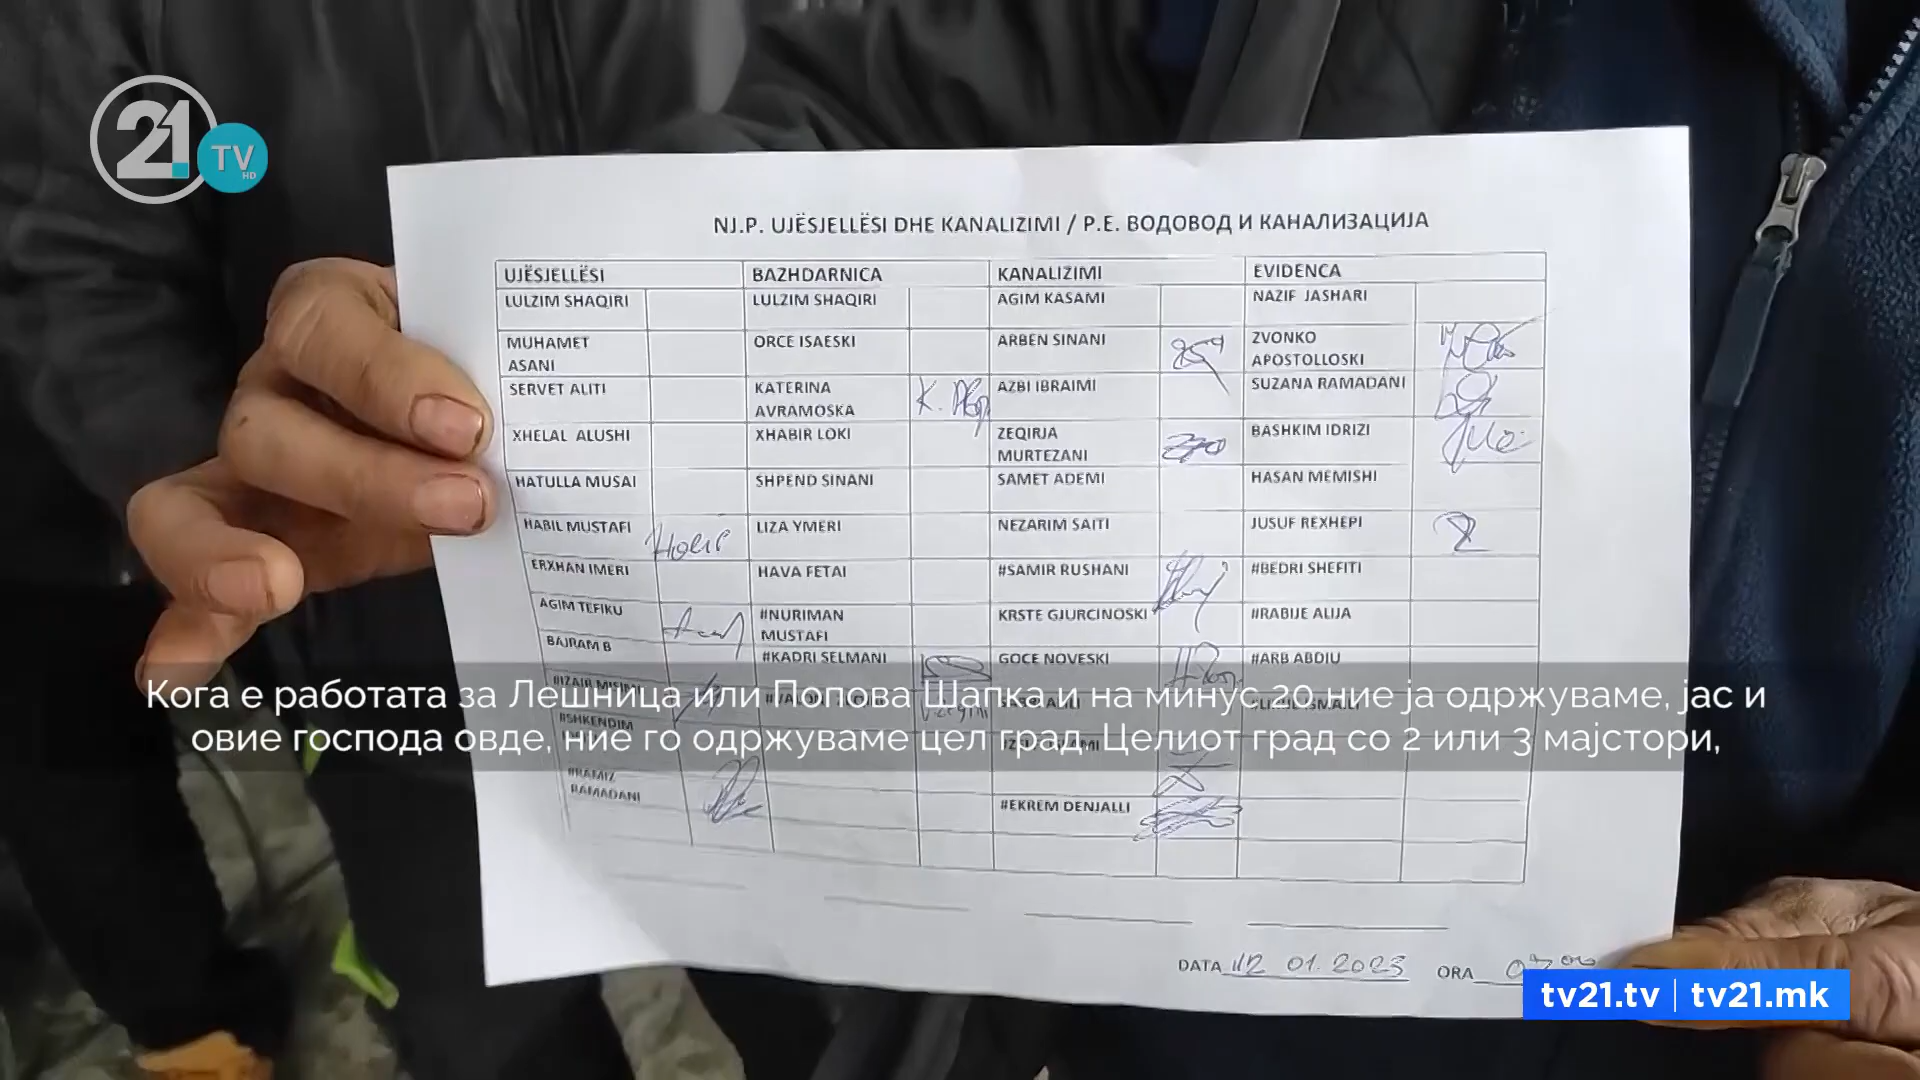 21 TV HD
NJ.P. UJËSJELLËSI DHE KANALIZIMI / P.E. ВОДОВОД И КАНАЛИЗАЦИЈА
UJËSJELLËSI BAZHDARNICA KANALIZIMI EVIDENCA
LULZIM SHAQIRI LULZIM SHAQIRI AGIM KASAMI NAZIF JASHARI
MUHAMET ASANI ORCE ISAESKI ARBEN SINANI ZVONKO APOSTOLLOSKI
SERVET ALITI KATERINA AVRAMOSKA AZBI IBRAIMI SUZANA RAMADANI
XHELAL ALUSHI XHABIR LOKI ZEQIRJA MURTEZANI BASHKIM IDRIZI
HATULLA MUSAI SHPEND SINANI SAMET ADEMI HASAN MEMISHI
HABIL MUSTAFI LIZA YMERI NEZARIM SAITI JUSUF REXHEPI
ERXHAN IMERI HAVA FETAI #SAMIR RUSHANI #BEDRI SHEFITI
AGIM TEFIKU #NURIMAN MUSTAFI KRSTE GJURCINOSKI #RABIJE ALIJA
BAJRAM B #KADRI SELMANI GOCE NOVESKI #ARB ABDIU
Кога е работата за Лешница или Попова Шапка и на минус 20 ние ја одржуваме, јас и
овие господа овде, ние го одржуваме цел град. Целиот град со 2 или 3 мајстори,
#SHKENDIM
#RAMIZ RAMADANI #EKREM DENJALLI
DATA 12 01. 2023 ORA
tv21.tv | tv21.mk